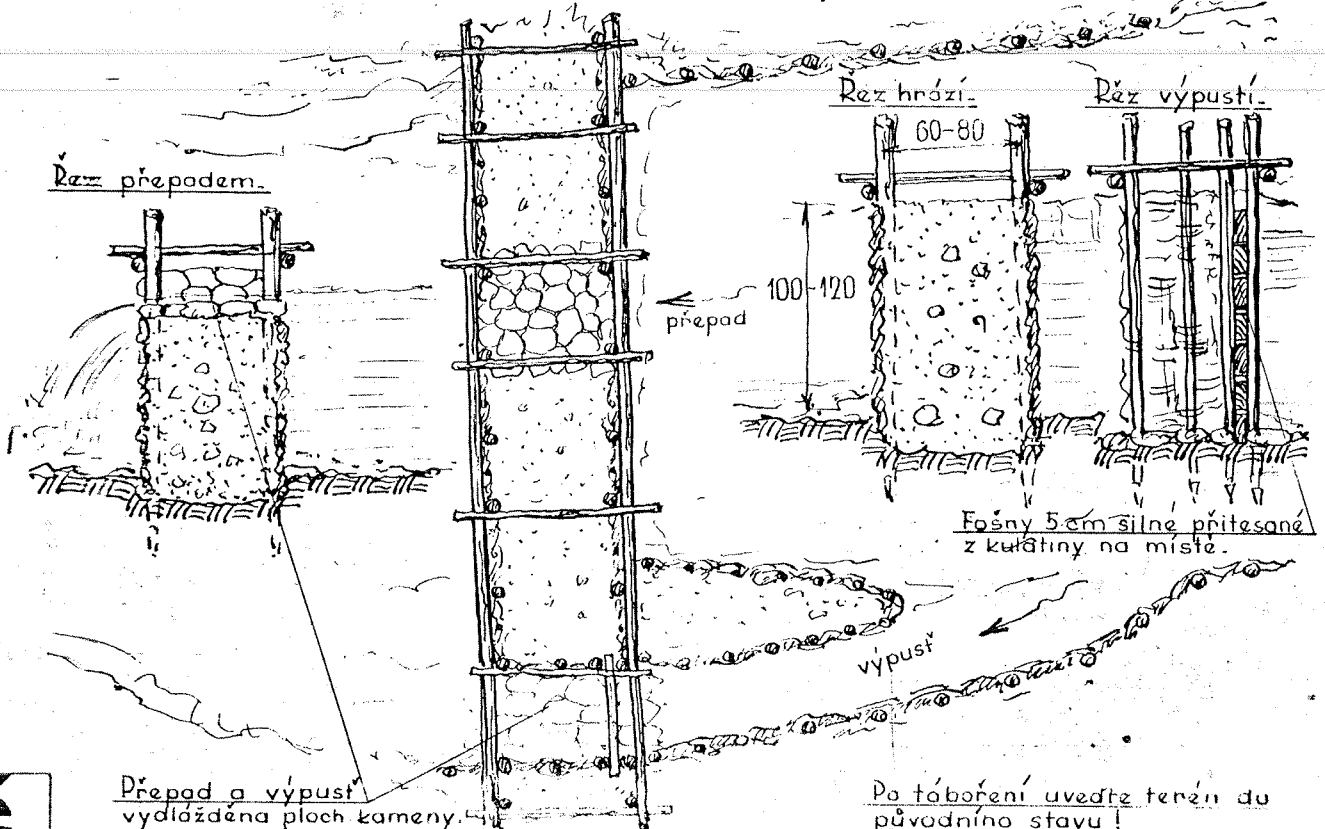 Řez hrází.
Řez výpustí.
60-80
Řez přepadem.
100-120
přepad
Fošny 5 cm silné přitesané
z kulatiny na místě.
výpusť
Přepad a výpusť
vydlážděna ploch kameny.
Po táboření uveďte terén du
původního stavu!